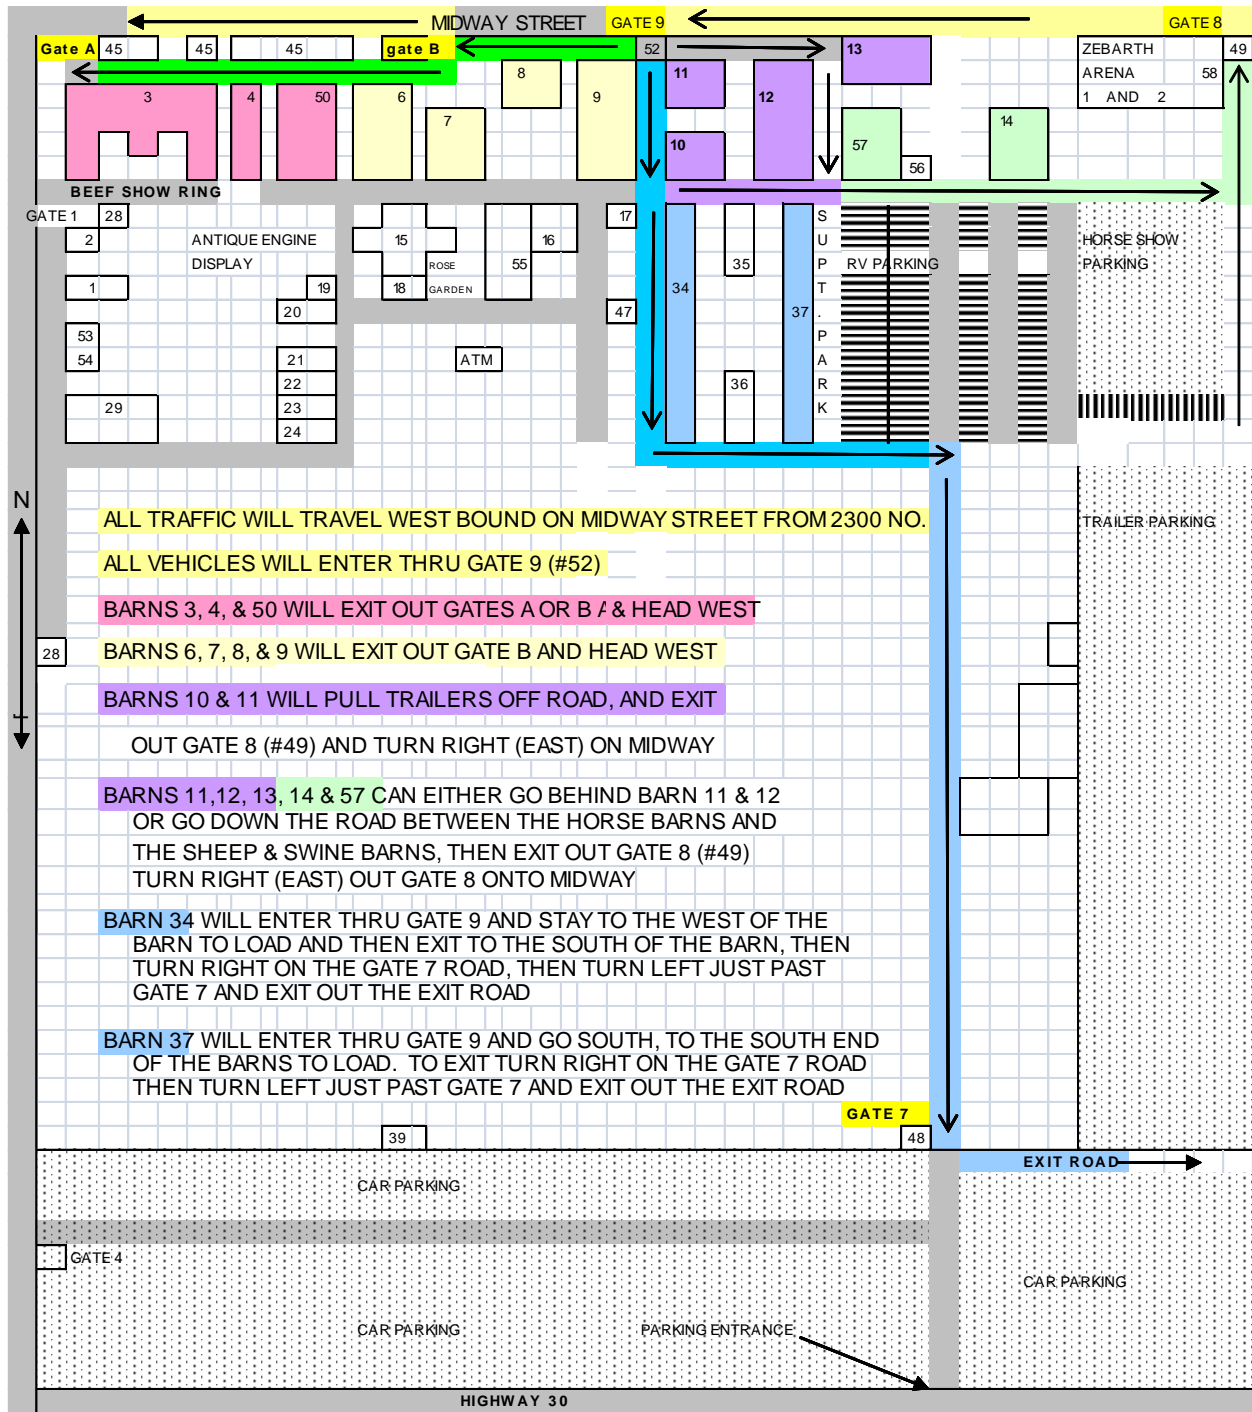 MIDWAY STREET GATE 9 GATE 8
Gate A 45 45 45 gate B 52 13 ZEBARTH 49
8 11 ARENA 58
3 4 50 6 9 12 1 AND 2
7 14
10 57
56
BEEF SHOW RING
GATE 1 28 17 S
2 ANTIQUE ENGINE 15 16 U HORSE SHOW
DISPLAY ROSE 55 35 P RV PARKING PARKING
1 19 18 GARDEN 34 T
20 47 37 .
53 P
54 21 ATM A
22 36 R
29 23 K
24
N
ALL TRAFFIC WILL TRAVEL WEST BOUND ON MIDWAY STREET FROM 2300 NO. TRAILER PARKING
ALL VEHICLES WILL ENTER THRU GATE 9 (#52)
BARNS 3, 4, & 50 WILL EXIT OUT GATES A OR B & HEAD WEST
28 BARNS 6, 7, 8, & 9 WILL EXIT OUT GATE B AND HEAD WEST
BARNS 10 & 11 WILL PULL TRAILERS OFF ROAD, AND EXIT
OUT GATE 8 (#49) AND TURN RIGHT (EAST) ON MIDWAY
BARNS 11,12, 13, 14 & 57 CAN EITHER GO BEHIND BARN 11 & 12
OR GO DOWN THE ROAD BETWEEN THE HORSE BARNS AND
THE SHEEP & SWINE BARNS, THEN EXIT OUT GATE 8 (#49)
TURN RIGHT (EAST) OUT GATE 8 ONTO MIDWAY
BARN 34 WILL ENTER THRU GATE 9 AND STAY TO THE WEST OF THE
BARN TO LOAD AND THEN EXIT TO THE SOUTH OF THE BARN, THEN
TURN RIGHT ON THE GATE 7 ROAD, THEN TURN LEFT JUST PAST
GATE 7 AND EXIT OUT THE EXIT ROAD
BARN 37 WILL ENTER THRU GATE 9 AND GO SOUTH, TO THE SOUTH END
OF THE BARNS TO LOAD. TO EXIT TURN RIGHT ON THE GATE 7 ROAD
THEN TURN LEFT JUST PAST GATE 7 AND EXIT OUT THE EXIT ROAD
GATE 7
39 48
EXIT ROAD
CAR PARKING
GATE 4
CAR PARKING
CAR PARKING PARKING ENTRANCE
HIGHWAY 30